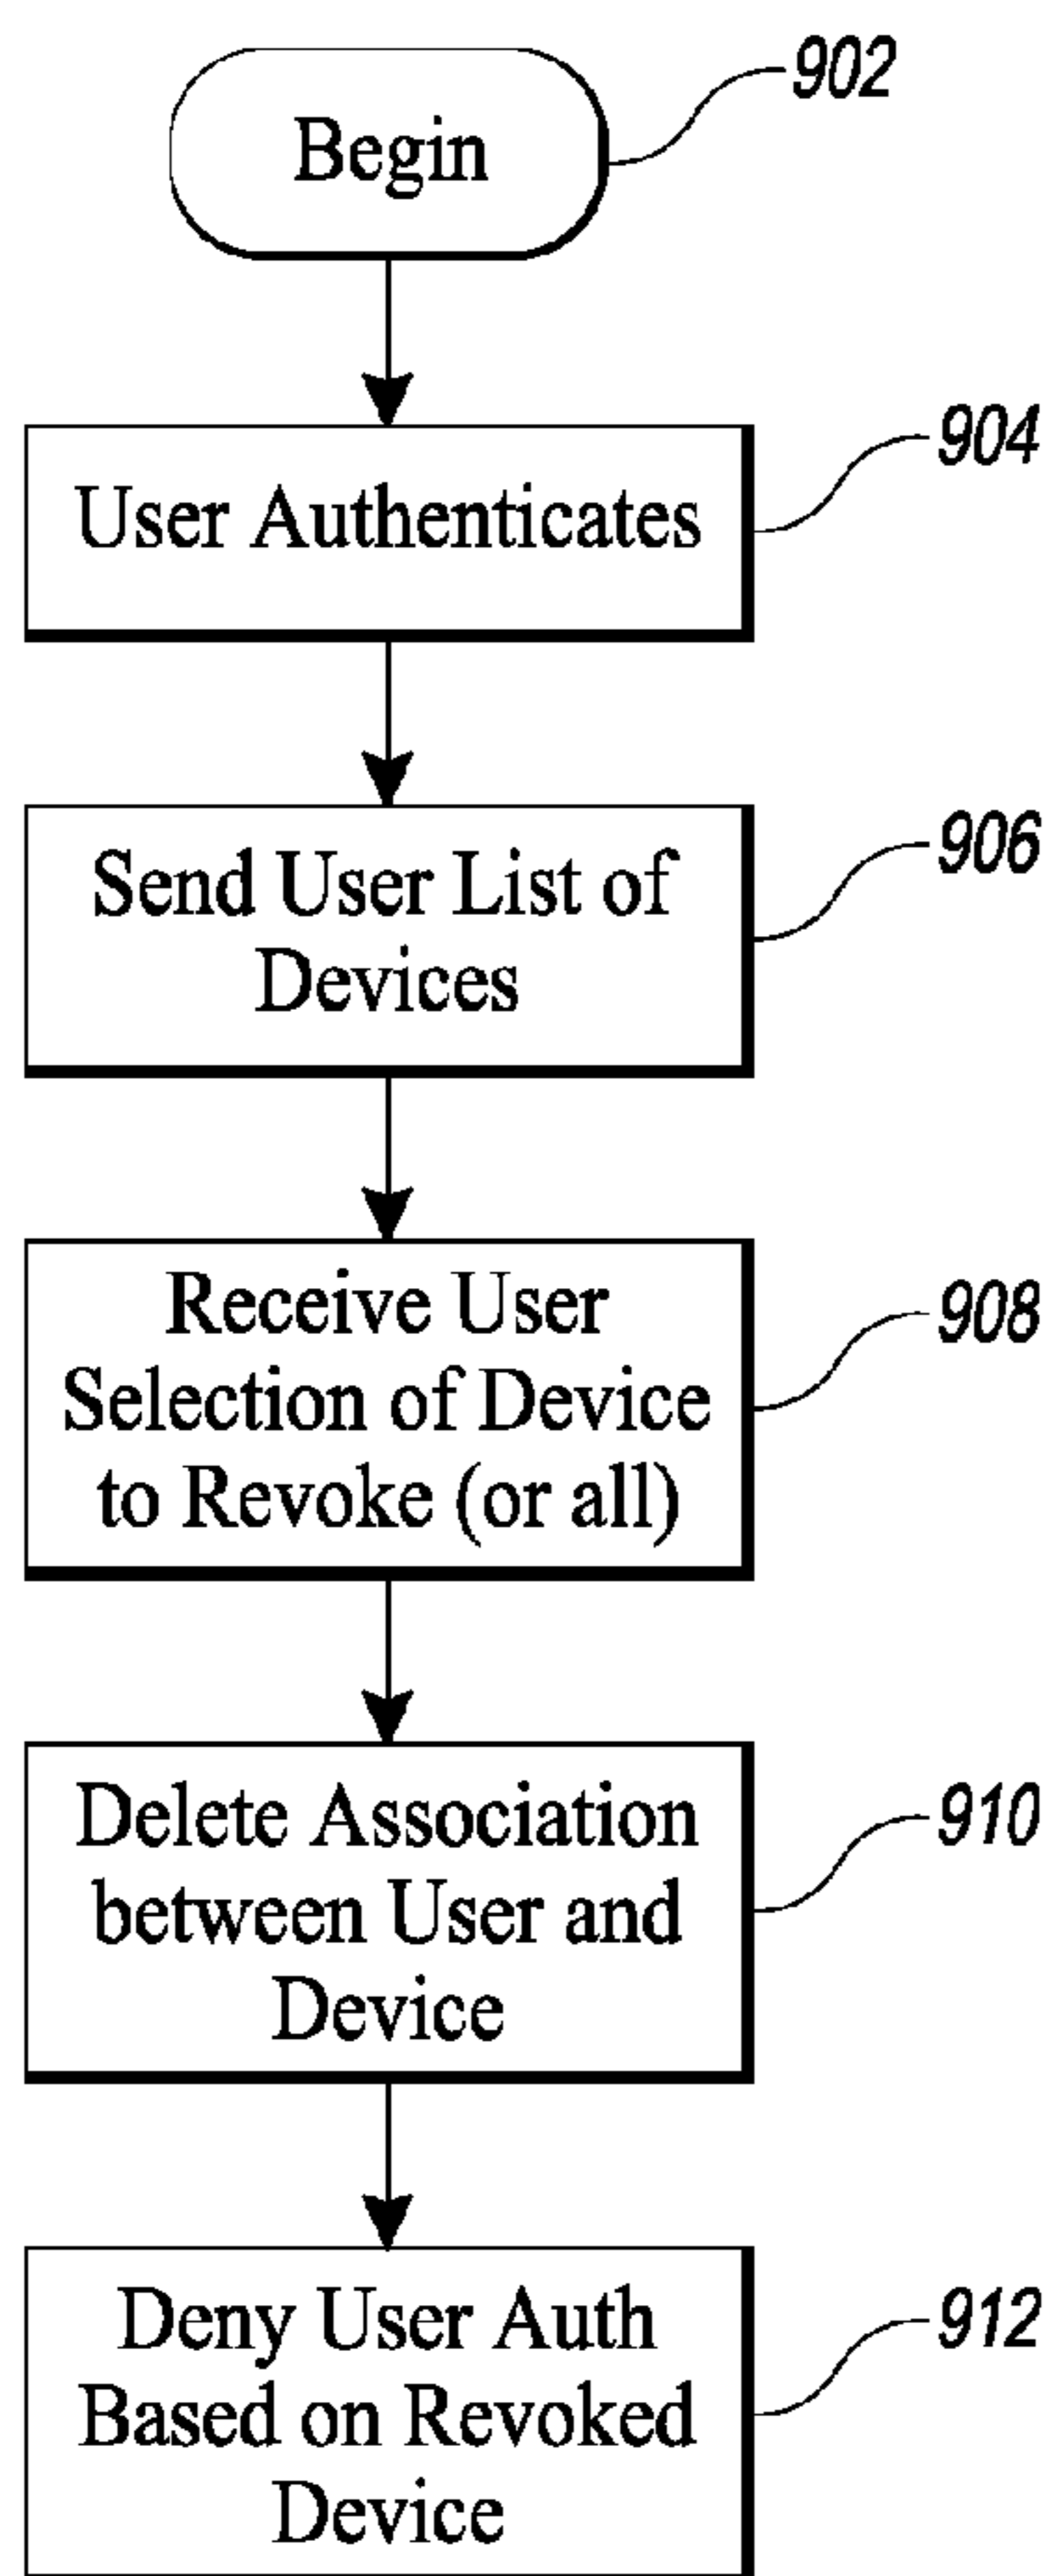 Begin
902
User Authenticates
904
Send User List of
Devices
906
Receive User
Selection of Device
to Revoke (or all)
908
Delete Association
between User and
Device
910
Deny User Auth
Based on Revoked
Device
912